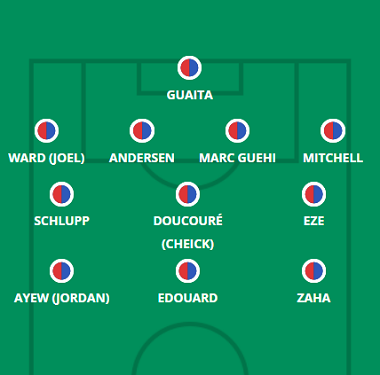 GUAITA
WARD (JOEL) ANDERSEN MARC GUEHI MITCHELL
SCHLUPP DOUCOURÉ EZE
(CHEICK)
AYEW (JORDAN) EDOUARD ZAHA